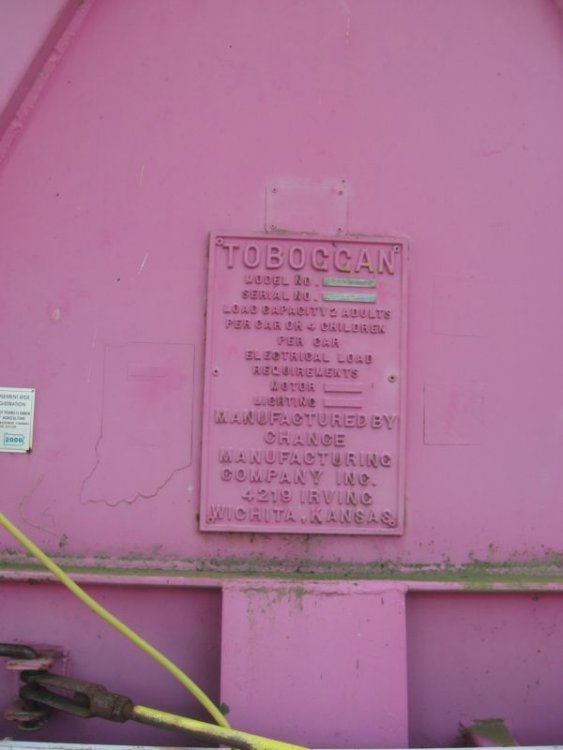 TOBOGGAN
MODEL NO.
SERIAL NO.
LOAD CAPACITY 2 ADULTS
PER CAR OR 4 CHILDREN
PER CAR
ELECTRICAL LOAD
REQUIREMENTS
MOTOR
LIGHTING
MANUFACTURED BY
CHANCE
MANUFACTURING
COMPANY INC.
4219 IRVING
WICHITA, KANSAS
2006